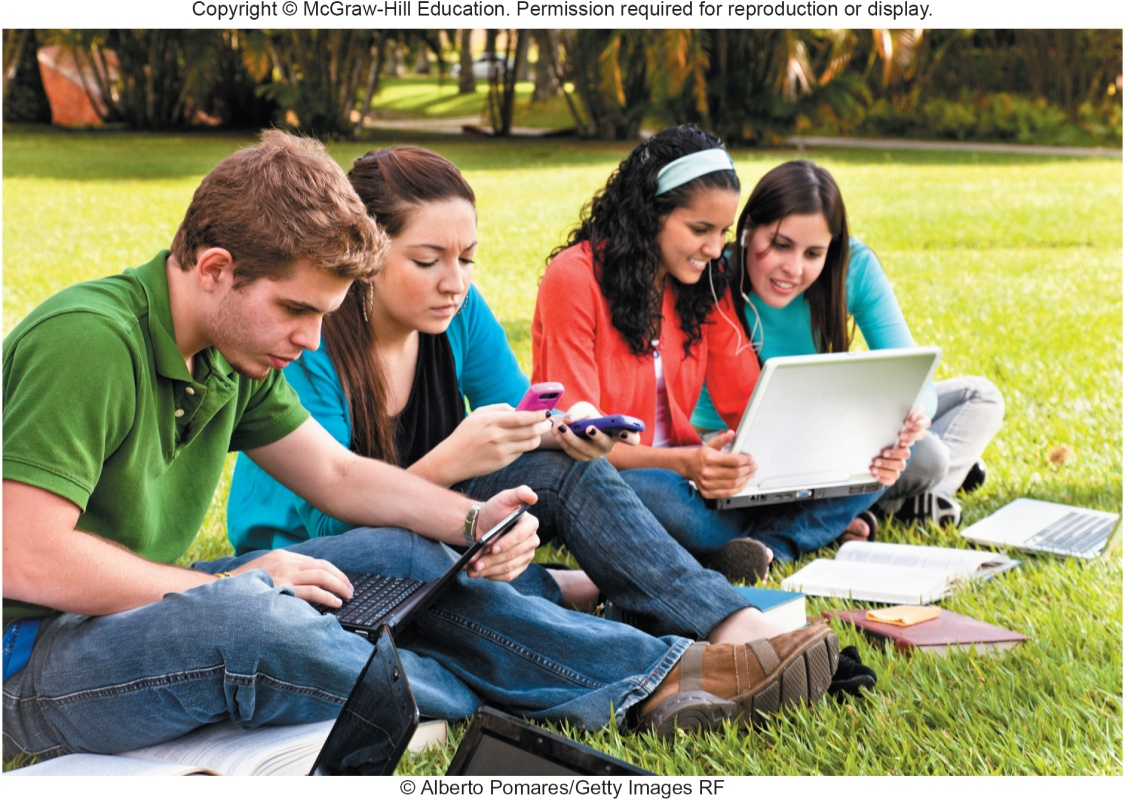 Copyright © McGraw-Hill Education. Permission required for reproduction or display.
© Alberto Pomares/Getty Images RF